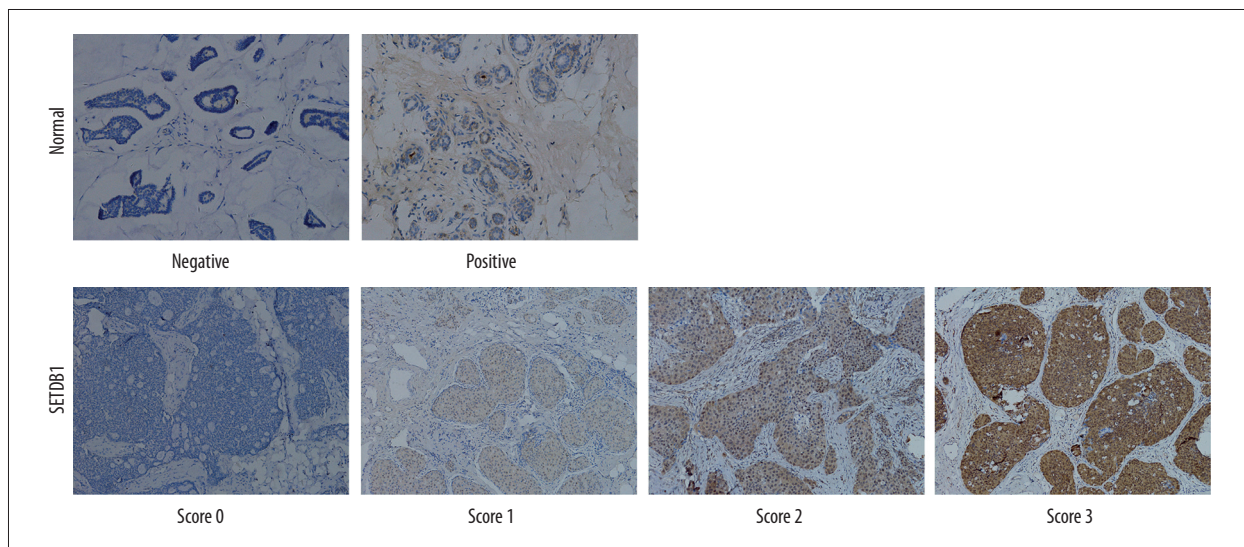 Normal
Negative
Positive
SETDB1
Score 0
Score 1
Score 2
Score 3